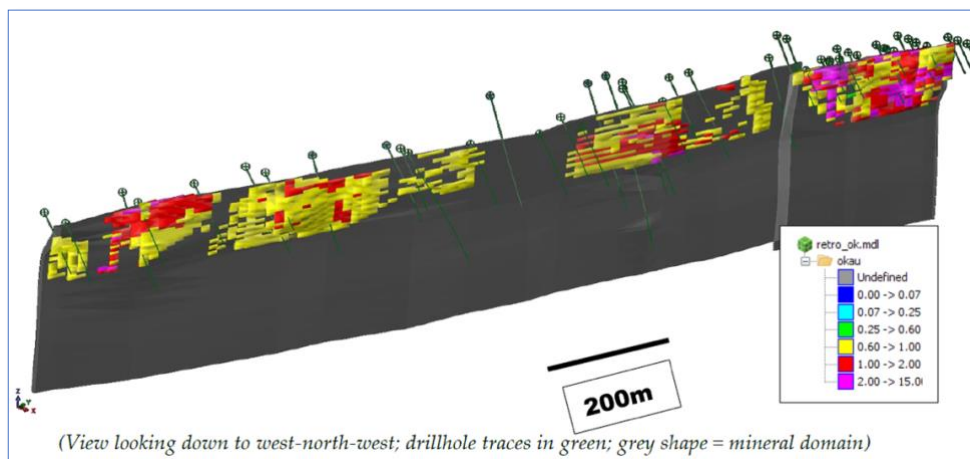 retro_ok.mdl
okau
Undefined
0.00 -> 0.07
0.07 -> 0.25
0.25 -> 0.60
0.60 -> 1.00
1.00 -> 2.00
2.00 -> 15.0
200m
Z
Y
X
(View looking down to west-north-west; drillhole traces in green; grey shape = mineral domain)